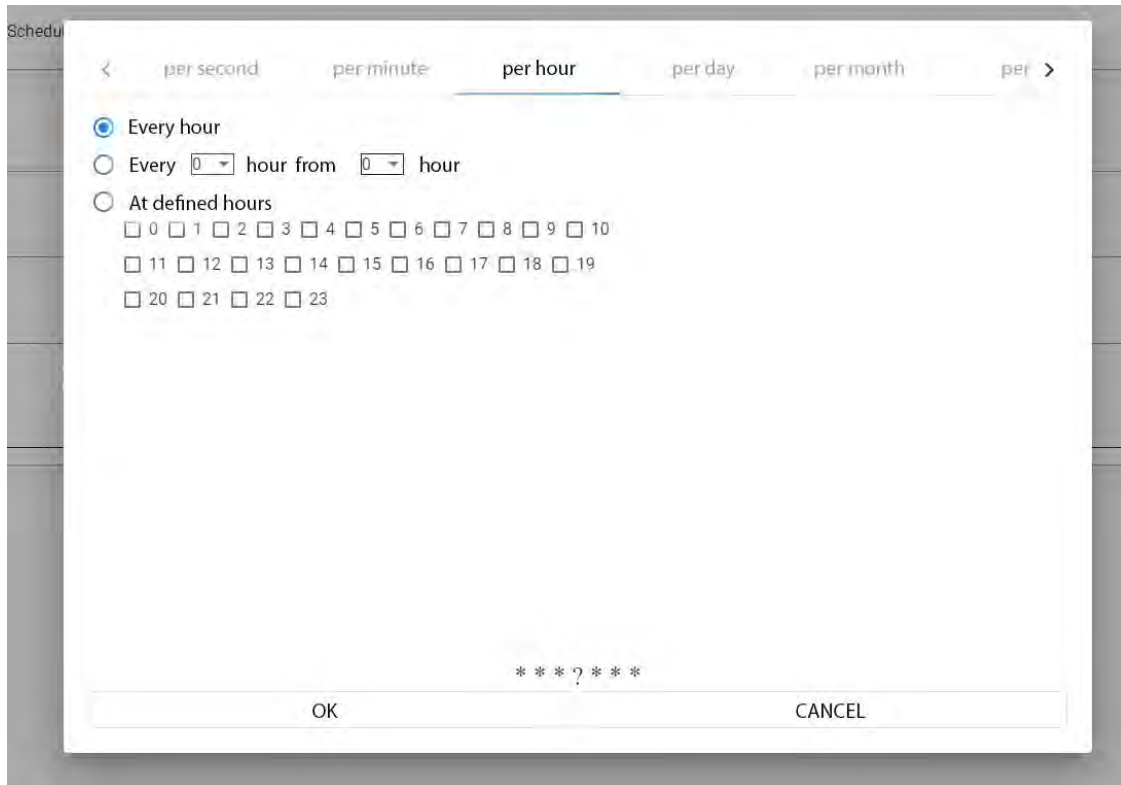 Schedu
< per second per minute per hour per day per month per >
Every hour
Every 0 hour from 0 hour
At defined hours
0 1 2 3 4 5 6 7 8 9 10
11 12 13 14 15 16 17 18 19
20 21 22 23
* * * ? * * *
OK CANCEL